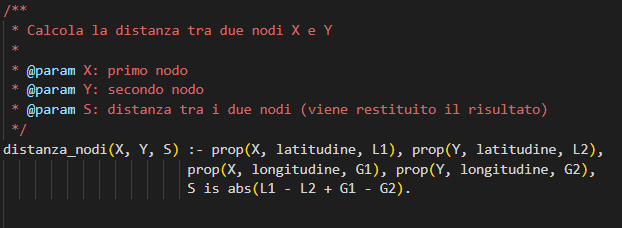 /**
 * Calcola la distanza tra due nodi X e Y
 *
 * @param X: primo nodo
 * @param Y: secondo nodo
 * @param S: distanza tra i due nodi (viene restituito il risultato)
 */
distanza_nodi(X, Y, S) :- prop(X, latitudine, L1), prop(Y, latitudine, L2),
                          prop(X, longitudine, G1), prop(Y, longitudine, G2),
                          S is abs(L1 - L2 + G1 - G2).